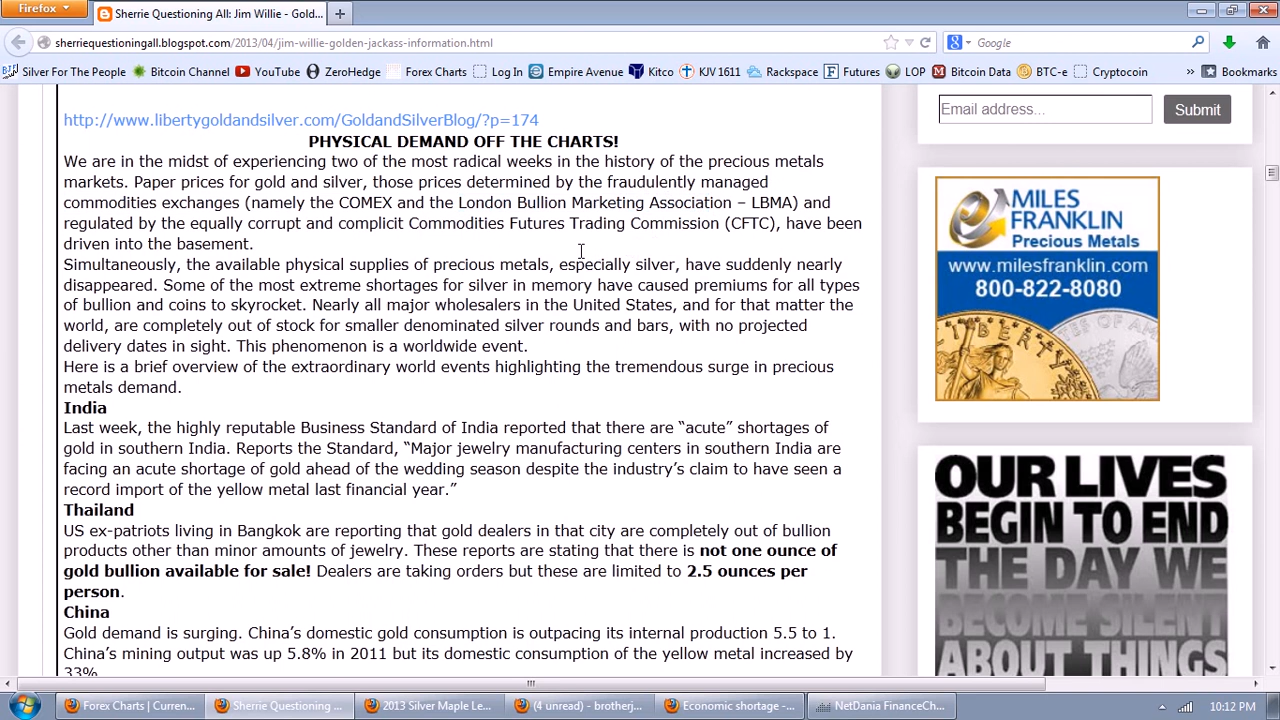 Firefox
Sherrie Questioning All: Jim Willie - Gold...
sherriequestioningall.blogspot.com/2013/04/jim-willie-golden-jackass-information.html
Google
Silver For The People
Bitcoin Channel
YouTube
ZeroHedge
Forex Charts
Log In
Empire Avenue
Kitco
KJV 1611
Rackspace
Futures
LOP
Bitcoin Data
BTC-e
Cryptocoin
»
Bookmarks
http://www.libertygoldandsilver.com/GoldandSilverBlog/?p=174
PHYSICAL DEMAND OFF THE CHARTS!
We are in the midst of experiencing two of the most radical weeks in the history of the precious metals
markets. Paper prices for gold and silver, those prices determined by the fraudulently managed
commodities exchanges (namely the COMEX and the London Bullion Marketing Association – LBMA) and
regulated by the equally corrupt and complicit Commodities Futures Trading Commission (CFTC), have been
driven into the basement.
Simultaneously, the available physical supplies of precious metals, especially silver, have suddenly nearly
disappeared. Some of the most extreme shortages for silver in memory have caused premiums for all types
of bullion and coins to skyrocket. Nearly all major wholesalers in the United States, and for that matter the
world, are completely out of stock for smaller denominated silver rounds and bars, with no projected
delivery dates in sight. This phenomenon is a worldwide event.
Here is a brief overview of the extraordinary world events highlighting the tremendous surge in precious
metals demand.
India
Last week, the highly reputable Business Standard of India reported that there are “acute” shortages of
gold in southern India. Reports the Standard, “Major jewelry manufacturing centers in southern India are
facing an acute shortage of gold ahead of the wedding season despite the industry’s claim to have seen a
record import of the yellow metal last financial year.”
Thailand
US ex-patriots living in Bangkok are reporting that gold dealers in that city are completely out of bullion
products other than minor amounts of jewelry. These reports are stating that there is not one ounce of
gold bullion available for sale! Dealers are taking orders but these are limited to 2.5 ounces per
person.
China
Gold demand is surging. China’s domestic gold consumption is outpacing its internal production 5.5 to 1.
China’s mining output was up 5.8% in 2011 but its domestic consumption of the yellow metal increased by
33%.
Email address...
Submit
MILES
FRANKLIN
Precious Metals
www.milesfranklin.com
800-822-8080
LIBERTY
OUR LIVES
BEGIN TO END
THE DAY WE
BECOME SILENT
ABOUT THINGS
Forex Charts | Curren...
Sherrie Questioning ...
2013 Silver Maple Le...
(4 unread) - brotherj...
Economic shortage -...
NetDania FinanceCh...
10:12 PM